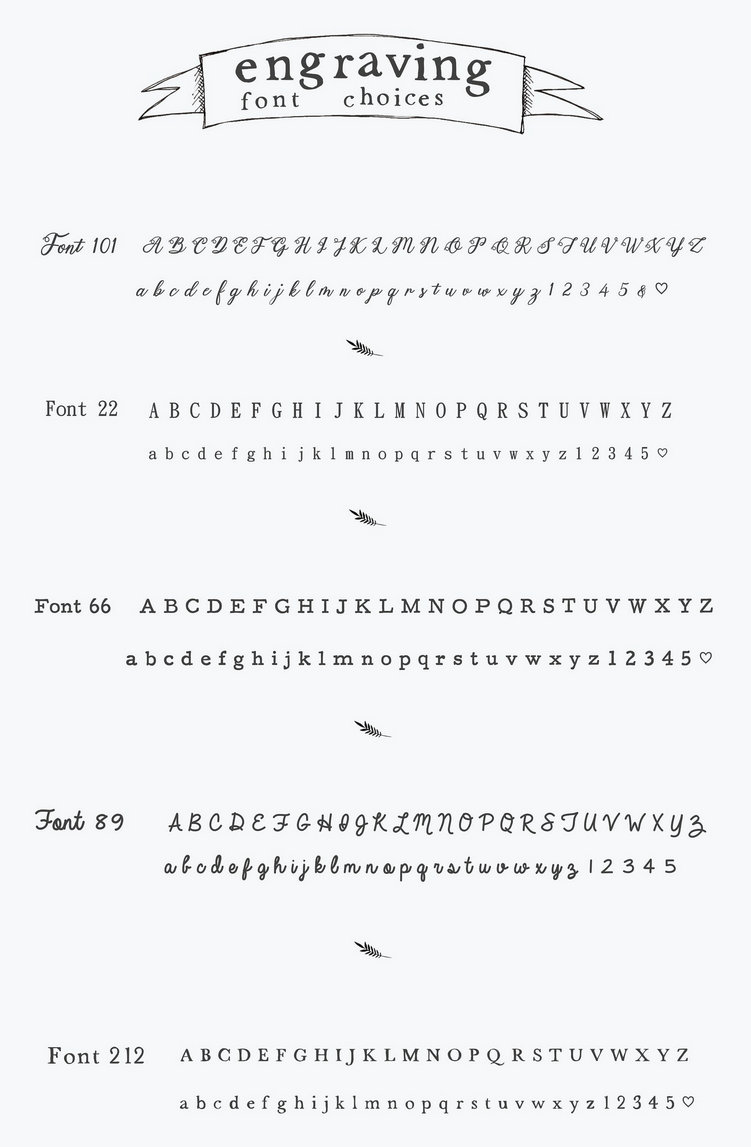 engraving
font choices
Font 101 A B C D E F G H I J K L M N O P Q R S T U V W X Y Z
a b c d e f g h i j k l m n o p q r s t u v w x y z 1 2 3 4 5 & ♡
Font 22 A B C D E F G H I J K L M N O P Q R S T U V W X Y Z
a b c d e f g h i j k l m n o p q r s t u v w x y z 1 2 3 4 5 ♡
Font 66 A B C D E F G H I J K L M N O P Q R S T U V W X Y Z
a b c d e f g h i j k l m n o p q r s t u v w x y z 1 2 3 4 5 ♡
Font 89 A B C D E F G H I J K L M N O P Q R S T U V W X Y Z
a b c d e f g h i j k l m n o p q r s t u v w x y z 1 2 3 4 5
Font 212 A B C D E F G H I J K L M N O P Q R S T U V W X Y Z
a b c d e f g h i j k l m n o p q r s t u v w x y z 1 2 3 4 5 ♡